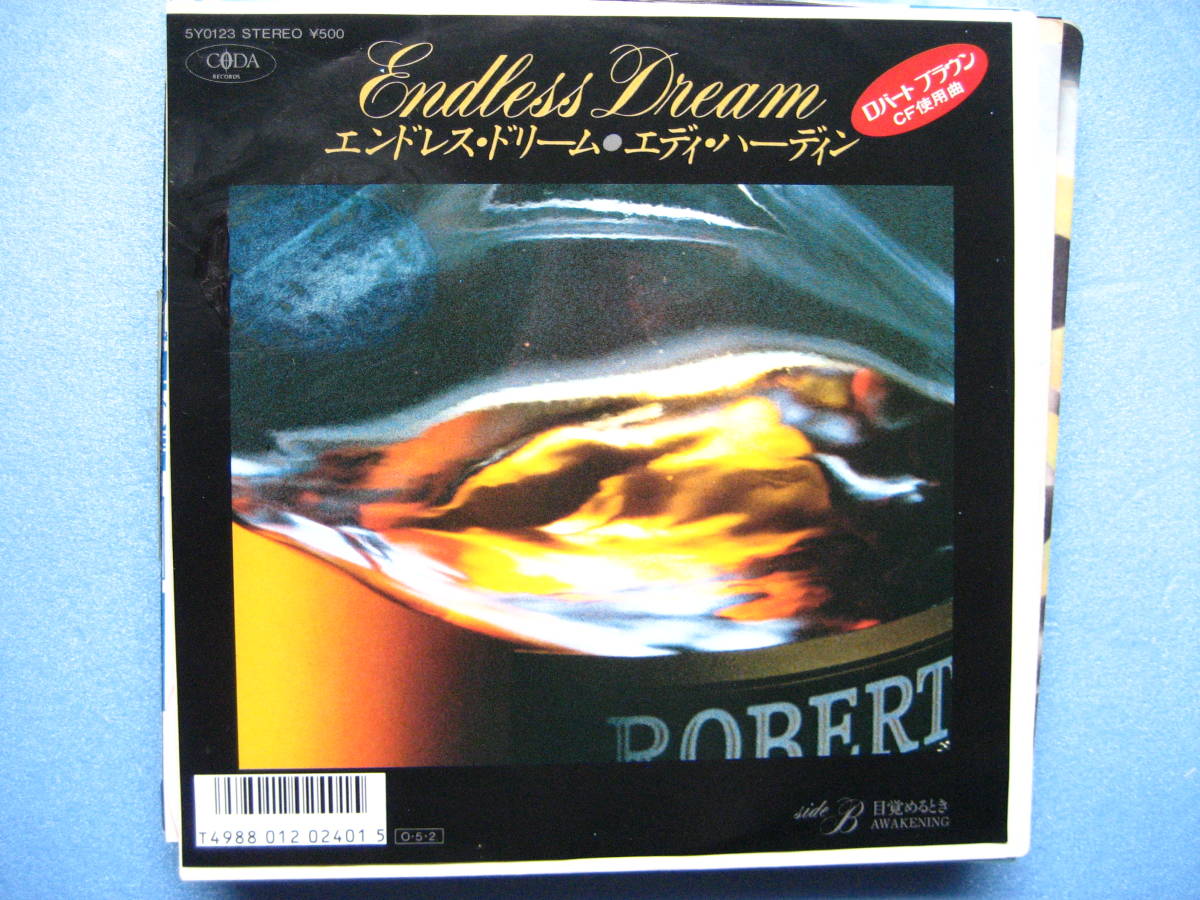 5Y0123 STEREO ¥500
CODA
RECORDS
Endless Dream
ロバート ブラウン
CF使用曲
エンドレス・ドリーム●エディ・ハーディン
ROBERT
side B 目覚めるとき
AWAKENING
T4988 012 02401 5
O・5・2